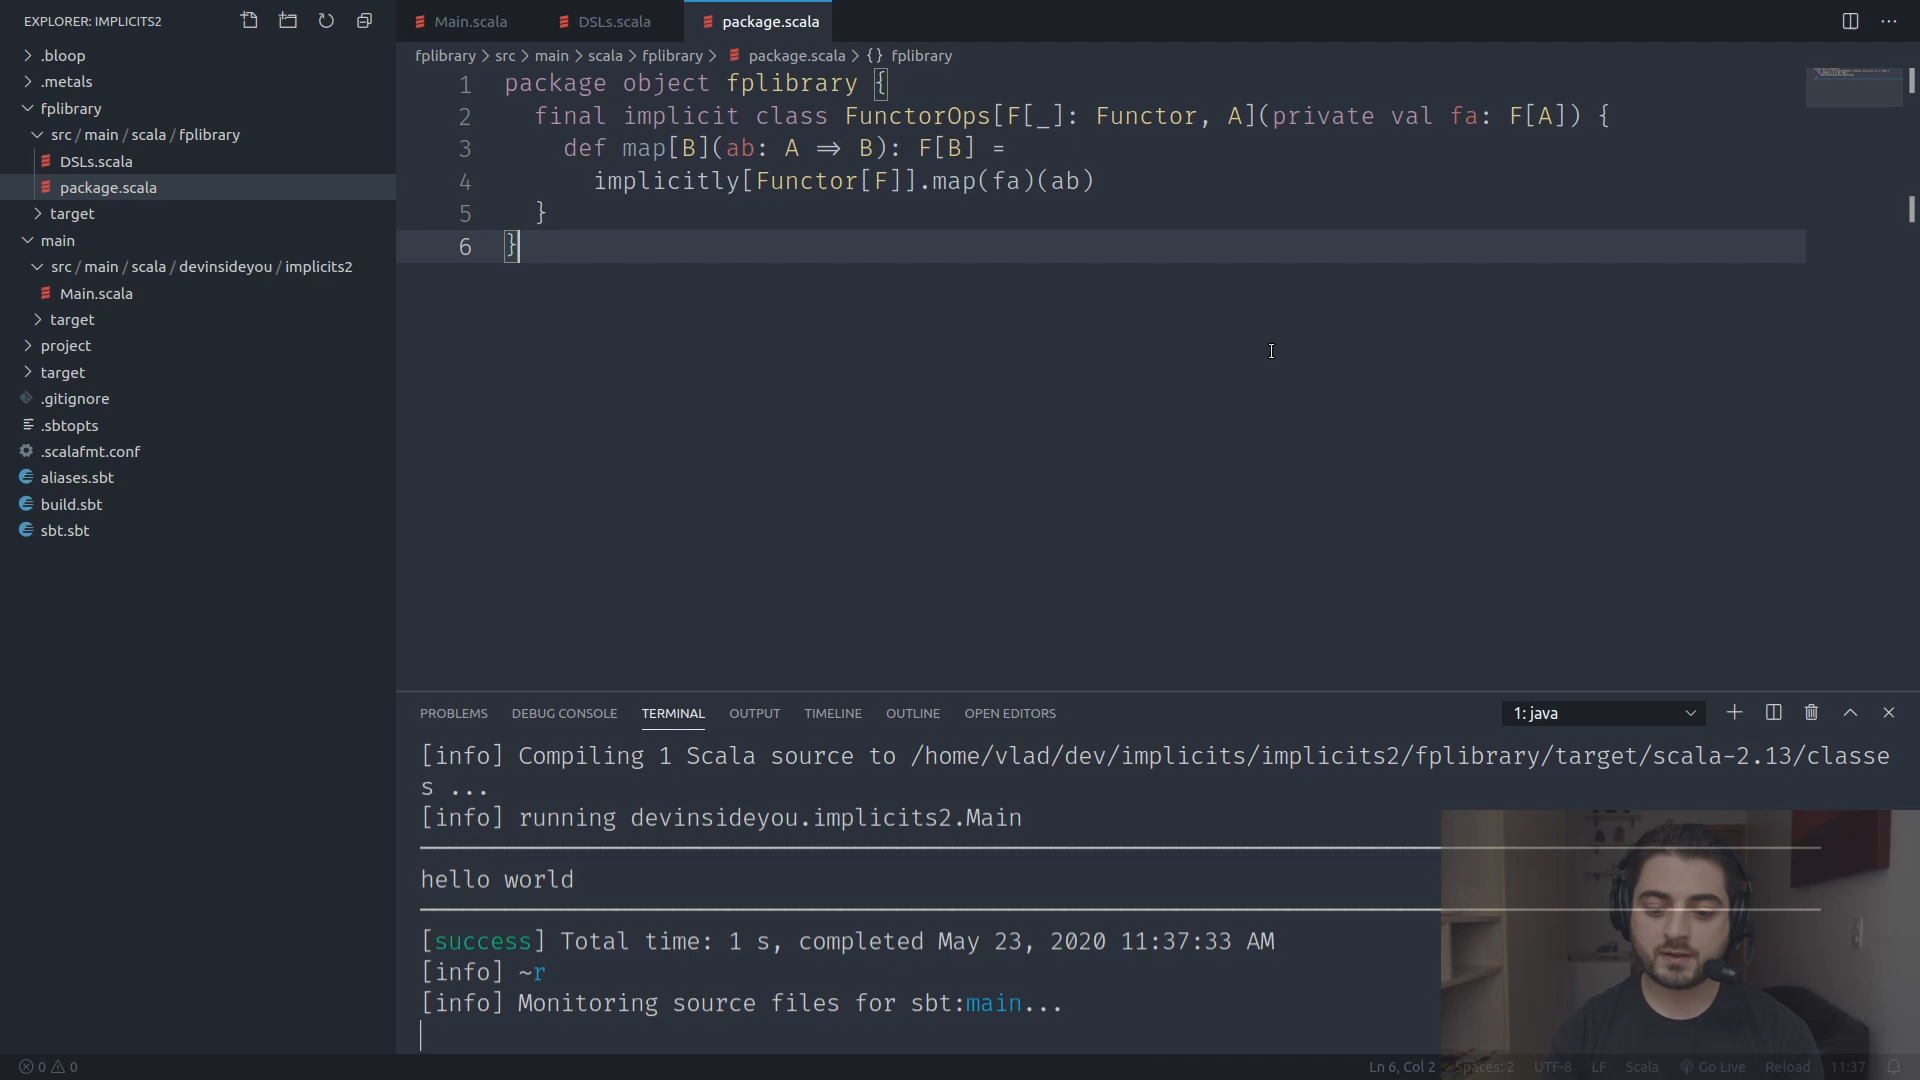 EXPLORER: IMPLICITS2
.bloop
.metals
fplibrary
src / main / scala / fplibrary
DSLs.scala
package.scala
target
main
src / main / scala / devinsideyou / implicits2
Main.scala
target
project
target
.gitignore
.sbtopts
.scalafmt.conf
aliases.sbt
build.sbt
sbt.sbt
Main.scala DSLs.scala package.scala
fplibrary > src > main > scala > fplibrary > package.scala > {} fplibrary
1 package object fplibrary {
2 final implicit class FunctorOps[F[_]: Functor, A](private val fa: F[A]) {
3 def map[B](ab: A ⇒ B): F[B] =
4 implicitly[Functor[F]].map(fa)(ab)
5 }
6 }
PROBLEMS DEBUG CONSOLE TERMINAL OUTPUT TIMELINE OUTLINE OPEN EDITORS 1: java
[info] Compiling 1 Scala source to /home/vlad/dev/implicits/implicits2/fplibrary/target/scala-2.13/classe
s ...
[info] running devinsideyou.implicits2.Main
hello world
[success] Total time: 1 s, completed May 23, 2020 11:37:33 AM
[info] ~r
[info] Monitoring source files for sbt:main...
0 0 Ln 6, Col 2 Spaces: 2 UTF-8 LF Scala Go Live Reload 11:37